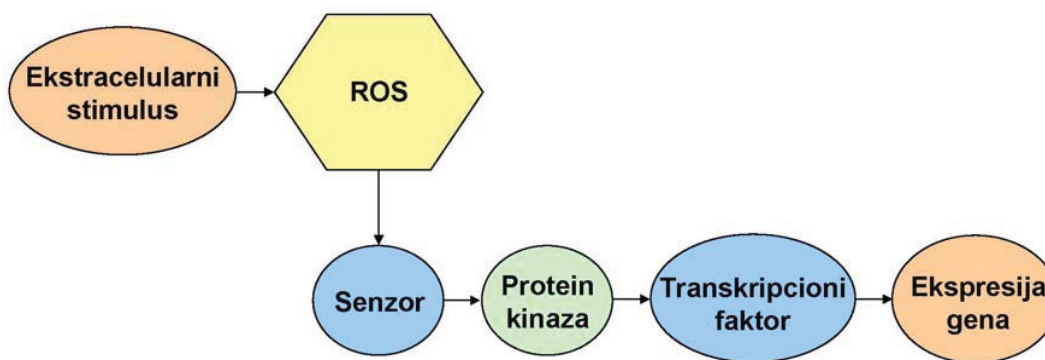 Ekstracelularni
stimulus
ROS
Senzor
Protein
kinaza
Transkripcioni
faktor
Ekspresija
gena